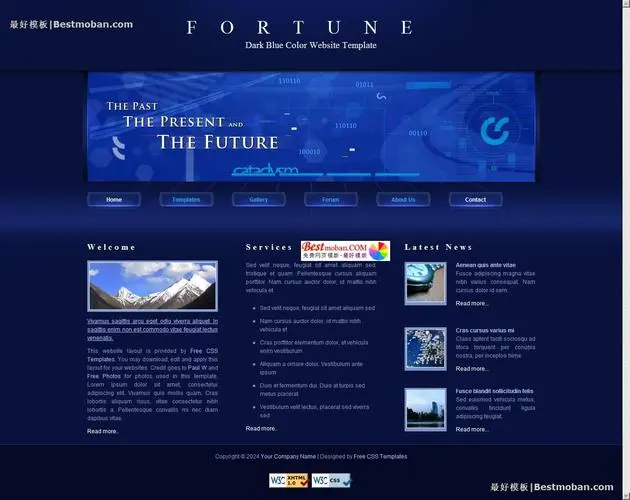 最好模板|Bestmoban.com
FORTUNE
Dark Blue Color Website Template
110110
01011
THE PAST
THE PRESENT AND
THE FUTURE
110110
00110
100010
cataclysm
Home
Templates
Gallery
Forum
About Us
Contact
Welcome
Vivamus sagittis arcu eget odio viverra aliquet. In
sagittis enim non est commodo vitae feugiat lectus
venenatis.
This website layout is provided by Free CSS
Templates. You may download, edit and apply this
layout for your websites. Credit goes to Paul W and
Free Photos for photos used in this template.
Lorem ipsum dolor sit amet, consectetur
adipiscing elit. Vivamus quis mollis quam. Cras
lobortis aliquam risus, vitae consectetur nibh
lobortis a. Pellentesque convallis mi nec diam
dapibus vitae
Read more..
Services
Bestmoban.COM
免费网页模版-最好模版
Sed velit neque, feugiat sit amet aliquam sed,
tristique et quam. Pellentesque cursus aliquam
porttitor. Nam cursus auctor dolor, id mattis nibh
vehicula et
Sed velit neque, feugiat sit amet aliquam sed
Nam cursus auctor dolor, id mattis nibh
vehicula et
Cras porttitor elementum dolor, et vehicula
enim vestibulum
Aliquam a ornare dolor. Vestibulum ante
ipsum
Duis et fermentum dui. Duis at turpis sed
metus placerat
Vestibulum velit lectus, placerat sed viverra
sed
Read more..
Latest News
Aenean quis ante vitae
Fusce adipiscing magna vitae
nibh varius consequat. Nam
cursus dolor id sem.
Read more...
Cras cursus varius mi
Class aptent taciti sociosqu ad
litora torquent per conubia
nostra, per inceptos hime
Read more...
Fusce blandit sollicitudin felis
Sed euismod vehicula metus,
convallis tincidunt ligula
adipiscing feugiat.
Read more...
Copyright © 2024 Your Company Name | Designed by Free CSS Templates
W3C XHTML 1.0
W3C css
最好模板|Bestmoban.com